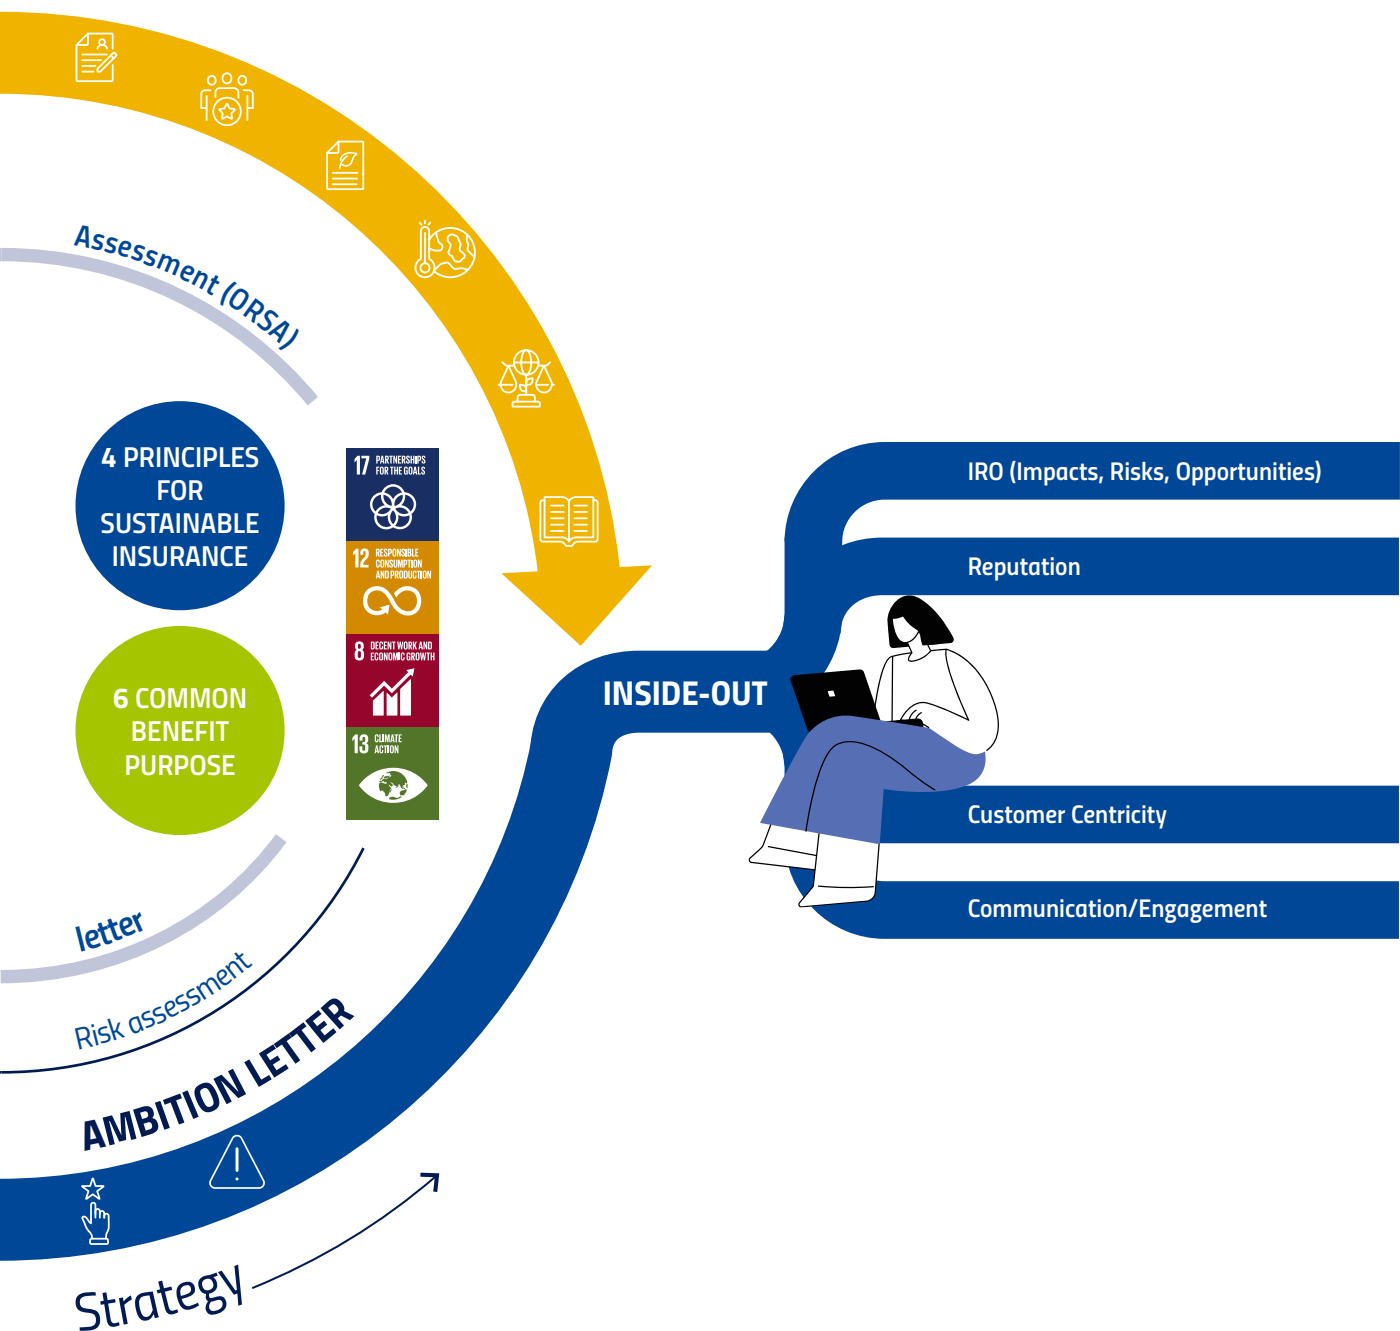 Assessment (ORSA)
4 PRINCIPLES
FOR
SUSTAINABLE
INSURANCE
17 PARTNERSHIPS
FOR THE GOALS
12 RESPONSIBLE
CONSUMPTION
AND PRODUCTION
8 DECENT WORK AND
ECONOMIC GROWTH
13 CLIMATE
ACTION
6 COMMON
BENEFIT
PURPOSE
letter
Risk assessment
AMBITION LETTER
Strategy
INSIDE-OUT
IRO (Impacts, Risks, Opportunities)
Reputation
Customer Centricity
Communication/Engagement